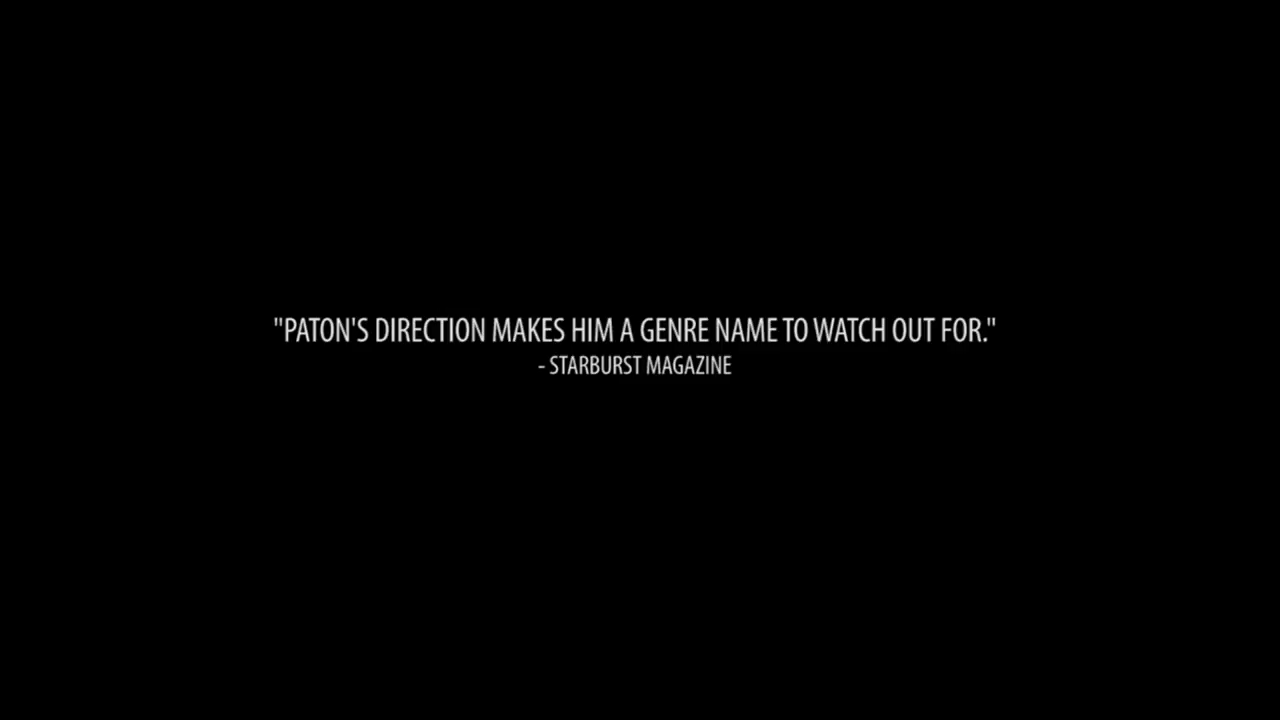 "PATON'S DIRECTION MAKES HIM A GENRE NAME TO WATCH OUT FOR."
- STARBURST MAGAZINE